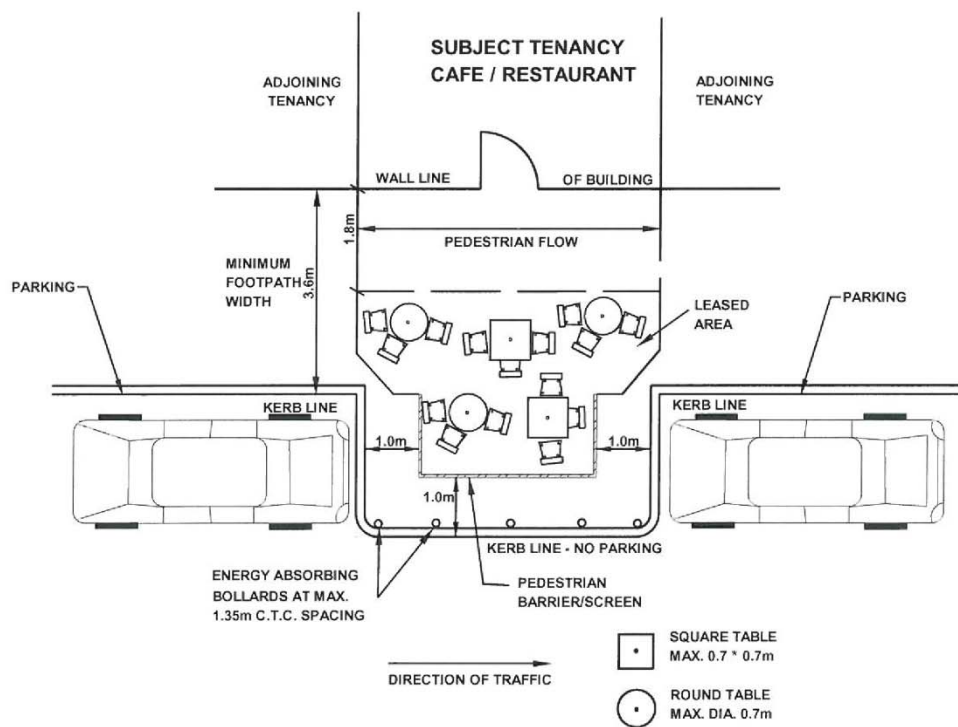 SUBJECT TENANCY
CAFE / RESTAURANT
ADJOINING
TENANCY
ADJOINING
TENANCY
WALL LINE
OF BUILDING
1.8m
PEDESTRIAN FLOW
MINIMUM
FOOTPATH
WIDTH
3.6m
PARKING
LEASED
AREA
PARKING
KERB LINE
KERB LINE
1.0m
1.0m
1.0m
KERB LINE - NO PARKING
ENERGY ABSORBING
BOLLARDS AT MAX.
1.35m C.T.C. SPACING
PEDESTRIAN
BARRIER/SCREEN
DIRECTION OF TRAFFIC
SQUARE TABLE
MAX. 0.7 * 0.7m
ROUND TABLE
MAX. DIA. 0.7m